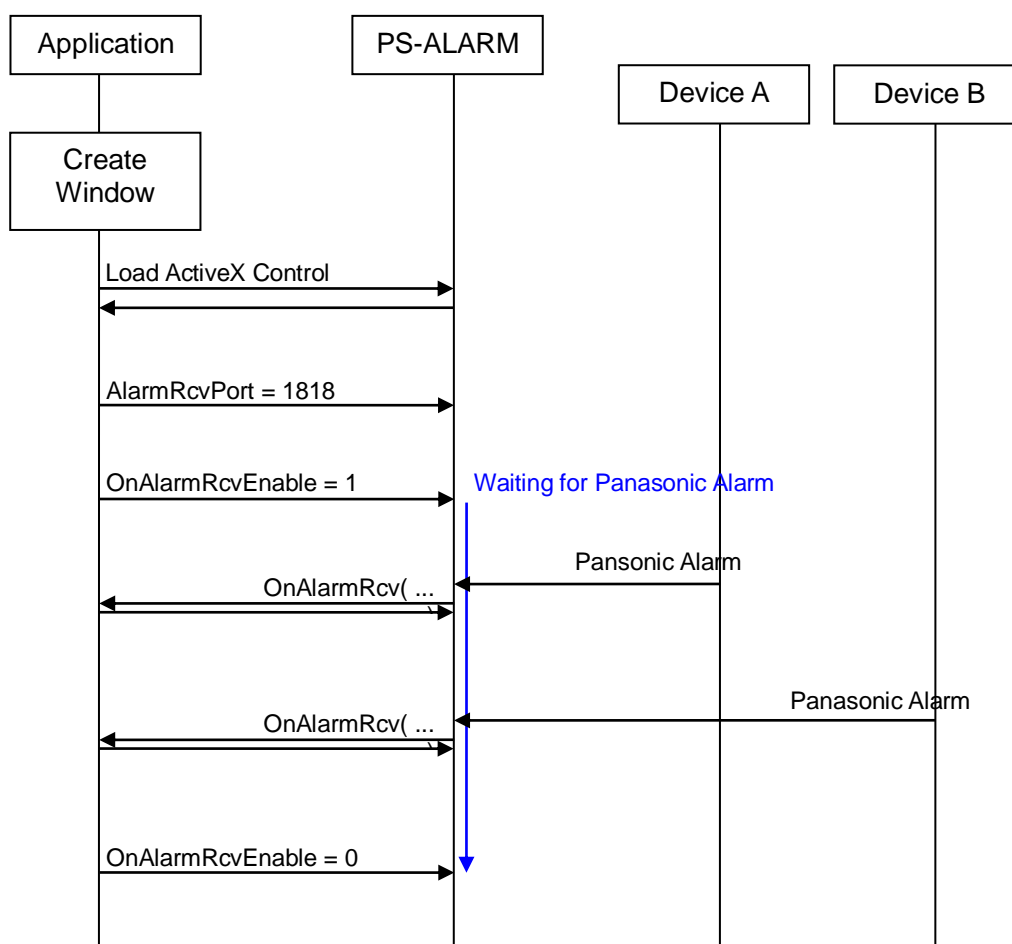 Application
PS-ALARM
Device A
Device B
Create
Window
Load ActiveX Control
AlarmRcvPort = 1818
OnAlarmRcvEnable = 1
Waiting for Panasonic Alarm
Pansonic Alarm
OnAlarmRcv( ...
Panasonic Alarm
OnAlarmRcv( ...
OnAlarmRcvEnable = 0